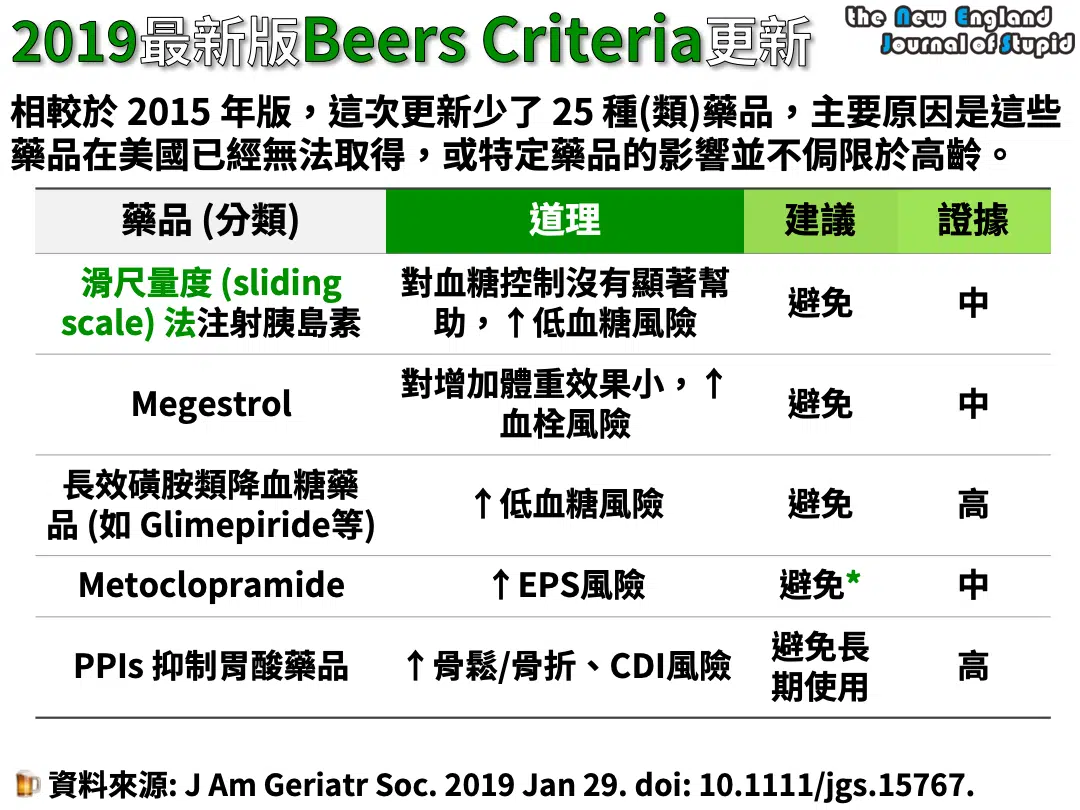 2019最新版Beers Criteria更新
the New England
Journal of Stupid
相較於 2015 年版，這次更新少了 25 種(類)藥品，主要原因是這些
藥品在美國已經無法取得，或特定藥品的影響並不侷限於高齡。
藥品 (分類)
道理
建議
證據
滑尺量度 (sliding
scale) 法注射胰島素
對血糖控制沒有顯著幫
助，↑低血糖風險
避免
中
Megestrol
對增加體重效果小，↑
血栓風險
避免
中
長效磺胺類降血糖藥
品 (如 Glimepiride等)
↑低血糖風險
避免
高
Metoclopramide
↑EPS風險
避免*
中
PPIs 抑制胃酸藥品
↑骨鬆/骨折、CDI風險
避免長
期使用
高
資料來源: J Am Geriatr Soc. 2019 Jan 29. doi: 10.1111/jgs.15767.